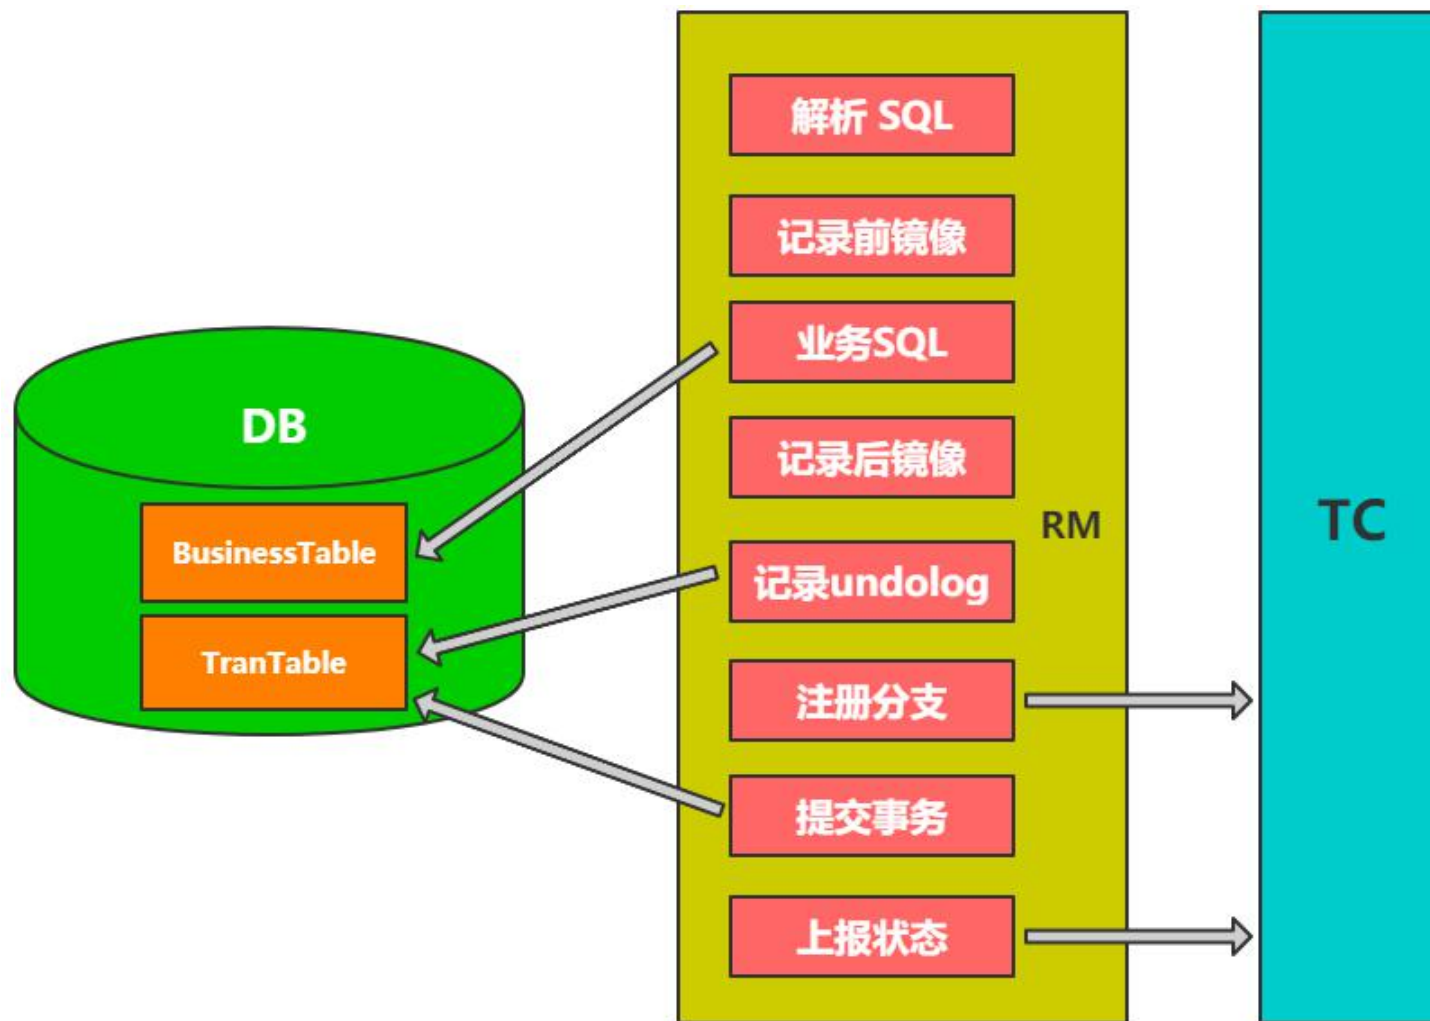 解析 SQL
记录前镜像
业务SQL
DB
记录后镜像
RM
TC
BusinessTable
记录undolog
TranTable
注册分支
提交事务
上报状态